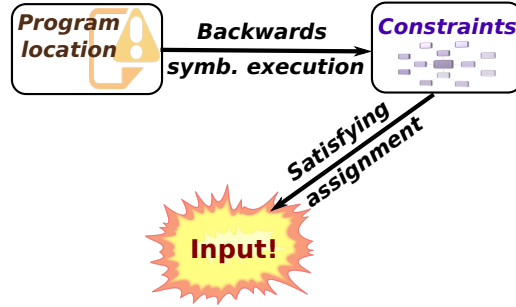 Program
location
Backwards
symb. execution
Constraints
Satisfying
assignment
Input!